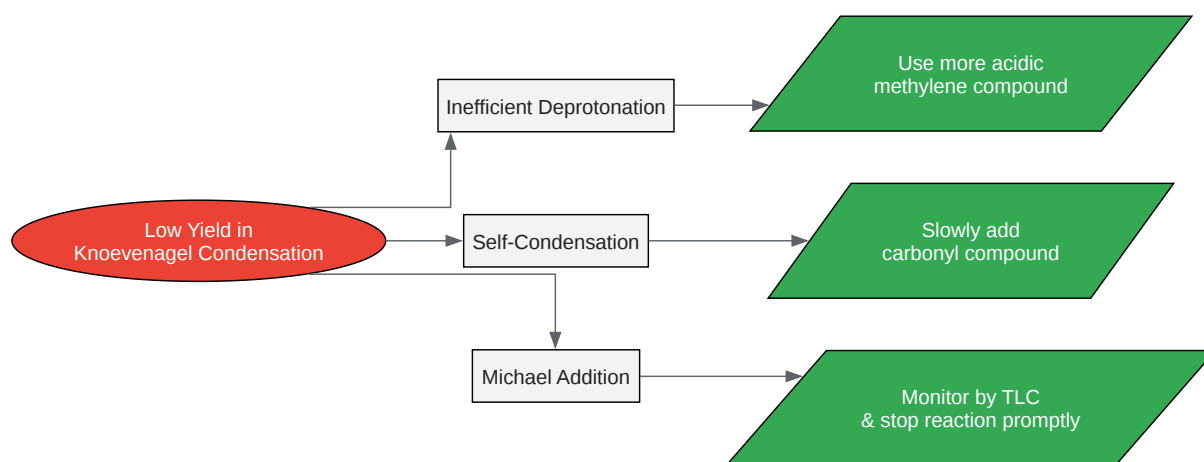 Use more acidic
methylene compound
Inefficient Deprotonation
Low Yield in
Knoevenagel Condensation
Self-Condensation
Slowly add
carbonyl compound
Michael Addition
Monitor by TLC
& stop reaction promptly